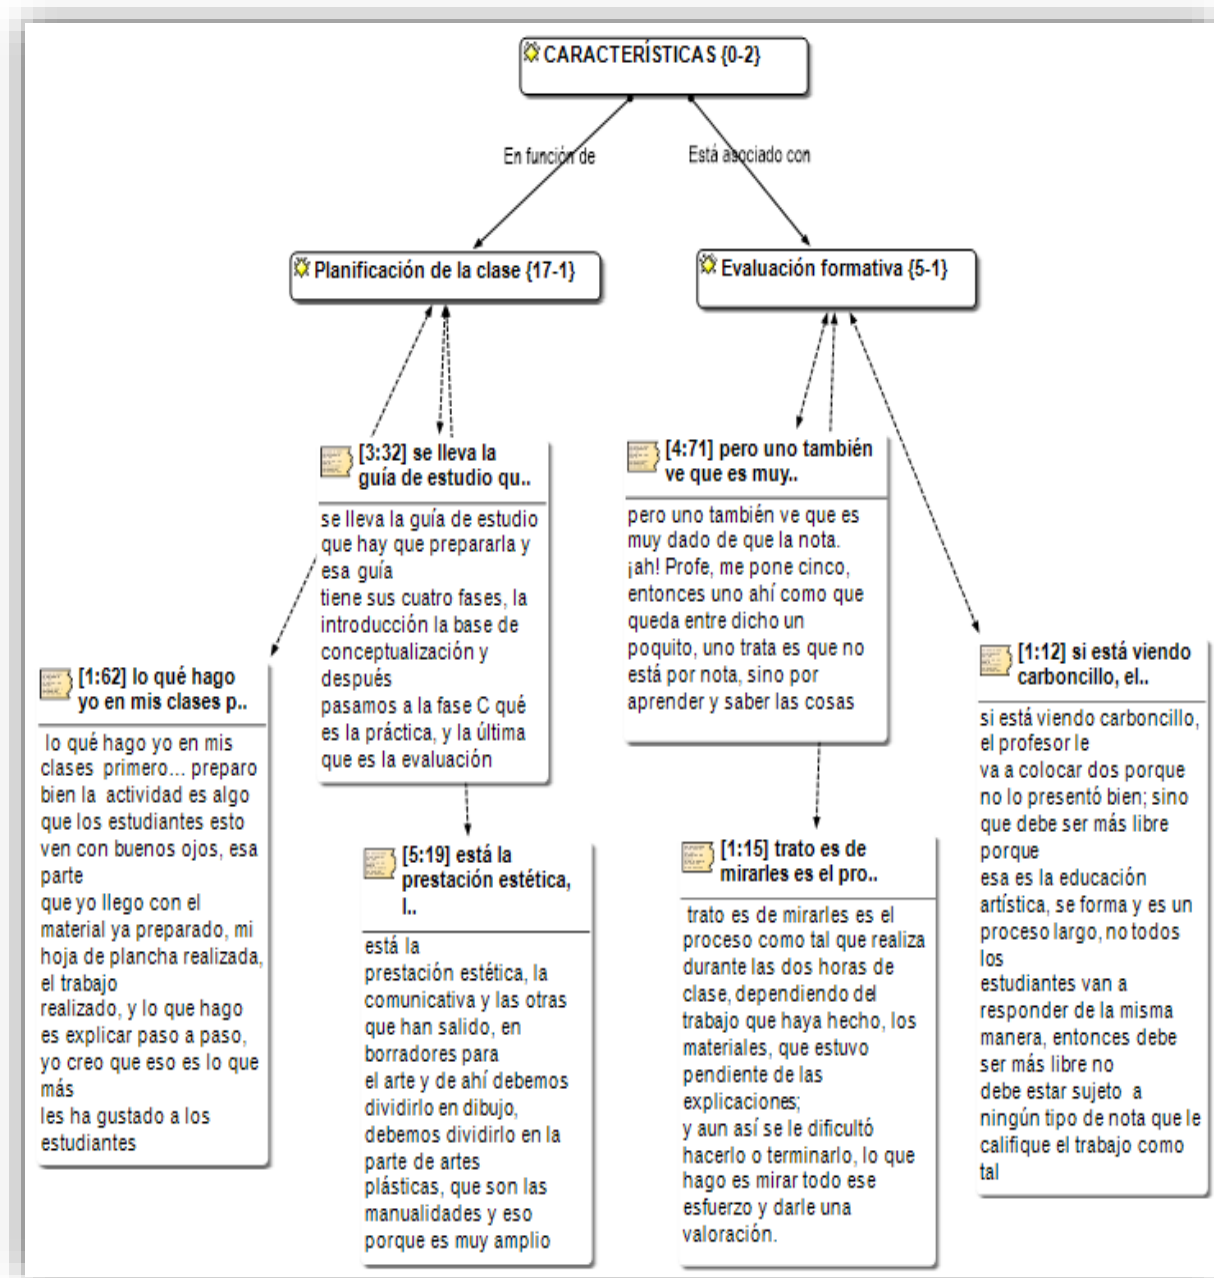 CARACTERÍSTICAS {0-2}
En función de
Está asociado con
Planificación de la clase {17-1}
Evaluación formativa {5-1}
[3:32] se lleva la
guía de estudio qu..
se lleva la guía de estudio
que hay que prepararla y
esa guía
tiene sus cuatro fases, la
introducción la base de
conceptualización y
después
pasamos a la fase C qué
es la práctica, y la última
que es la evaluación
[4:71] pero uno también
ve que es muy..
pero uno también ve que es
muy dado de que la nota.
¡ah! Profe, me pone cinco,
entonces uno ahí como que
queda entre dicho un
poquito, uno trata es que no
está por nota, sino por
aprender y saber las cosas
[1:62] lo qué hago
yo en mis clases p..
lo qué hago yo en mis
clases primero... preparo
bien la actividad es algo
que los estudiantes esto
ven con buenos ojos, esa
parte
que yo llego con el
material ya preparado, mi
hoja de plancha realizada,
el trabajo
realizado, y lo que hago
es explicar paso a paso,
yo creo que eso es lo que
más
les ha gustado a los
estudiantes
[1:12] si está viendo
carboncillo, el..
si está viendo carboncillo,
el profesor le
va a colocar dos porque
no lo presentó bien; sino
que debe ser más libre
porque
esa es la educación
artística, se forma y es un
proceso largo, no todos
los
estudiantes van a
responder de la misma
manera, entonces debe
ser más libre no
debe estar sujeto a
ningún tipo de nota que le
califique el trabajo como
tal
[5:19] está la
prestación estética,
l..
está la
prestación estética, la
comunicativa y las otras
que han salido, en
borradores para
el arte y de ahí debemos
dividirlo en dibujo,
debemos dividirlo en la
parte de artes
plásticas, que son las
manualidades y eso
porque es muy amplio
[1:15] trato es de
mirarles es el pro..
trato es de mirarles es el
proceso como tal que realiza
durante las dos horas de
clase, dependiendo del
trabajo que haya hecho, los
materiales, que estuvo
pendiente de las
explicaciones;
y aun así se le dificultó
hacerlo o terminarlo, lo que
hago es mirar todo ese
esfuerzo y darle una
valoración.